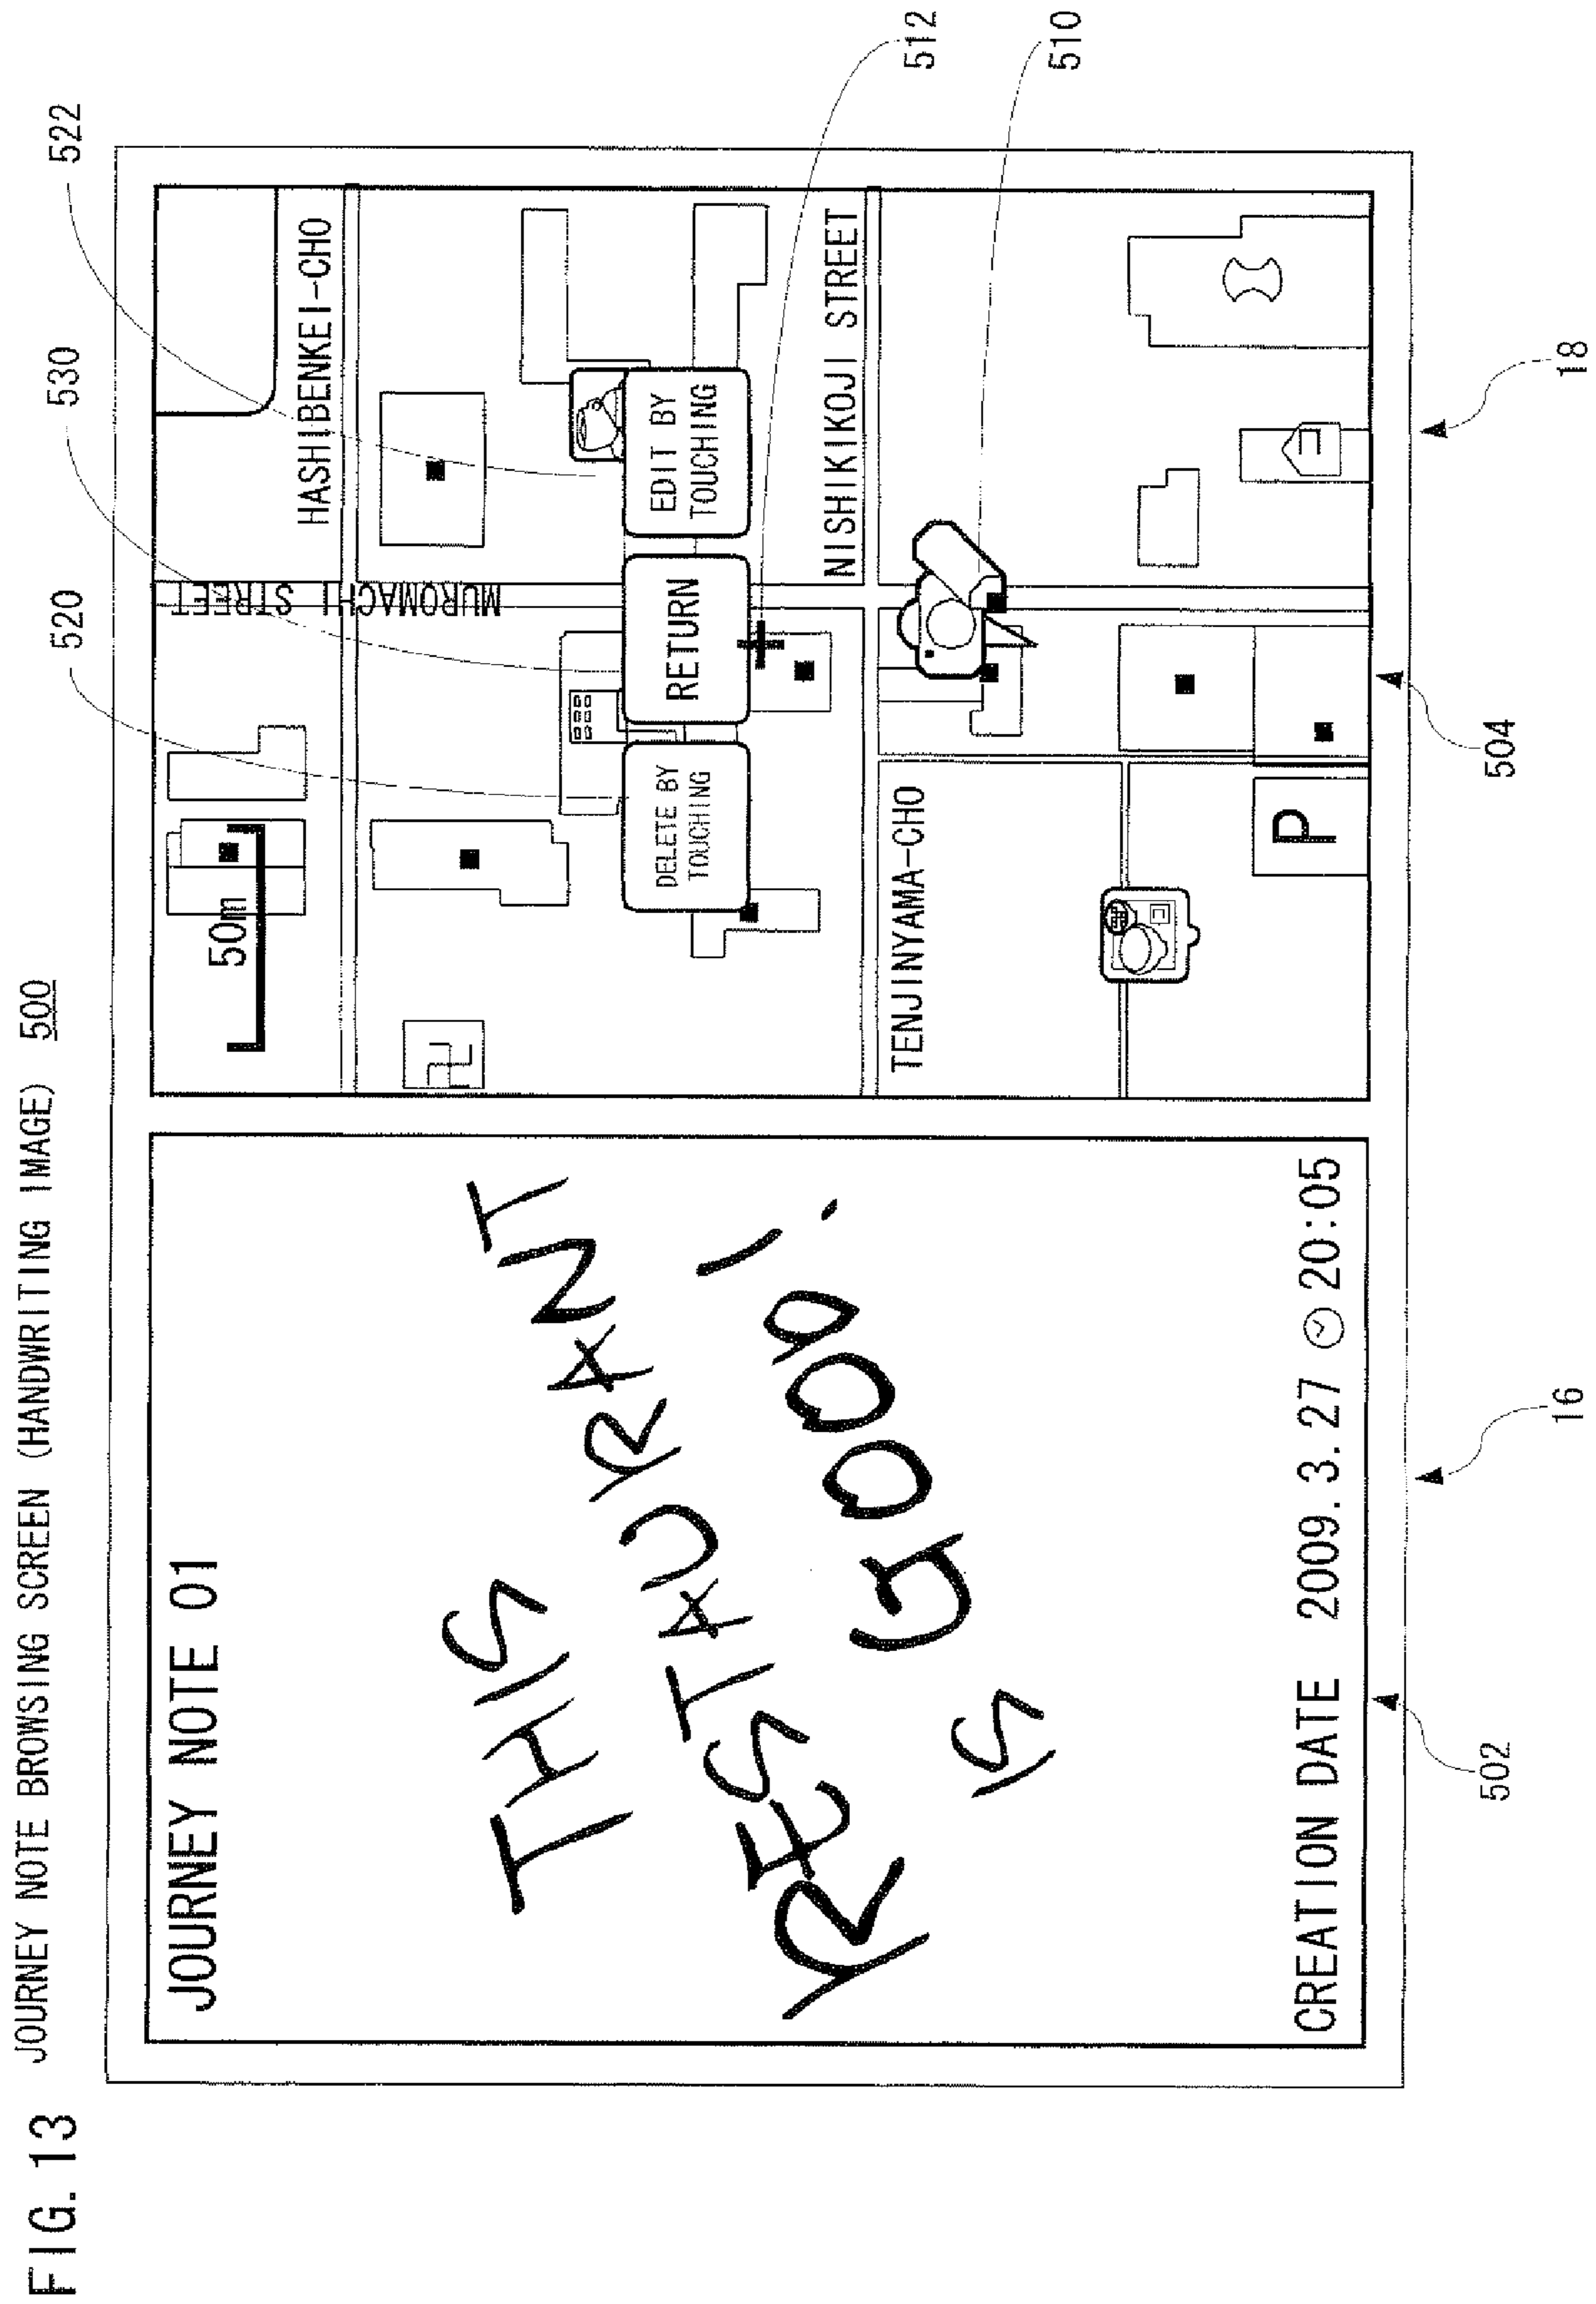 FIG. 13
JOURNEY NOTE BROWSING SCREEN (HANDWRITING IMAGE) 500
JOURNEY NOTE 01
THIS
RESTAURANT
IS GOOD!
CREATION DATE 2009. 3. 27 20:05
502
16
520
530
522
50m
MUROMACHI STREET
HASHIBENKEI-CHO
DELETE BY
TOUCHING
RETURN
EDIT BY
TOUCHING
NISHIKIKOJI STREET
TENJINYAMA-CHO
P
512
510
504
18